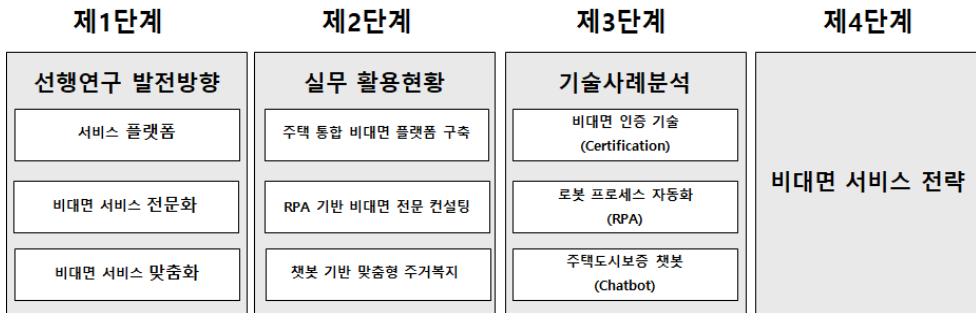 제1단계
제2단계
제3단계
제4단계
선행연구 발전방향
서비스 플랫폼
비대면 서비스 전문화
비대면 서비스 맞춤화
실무 활용현황
주택 통합 비대면 플랫폼 구축
RPA 기반 비대면 전문 컨설팅
챗봇 기반 맞춤형 주거복지
기술사례분석
비대면 인증 기술
(Certification)
로봇 프로세스 자동화
(RPA)
주택도시보증 챗봇
(Chatbot)
비대면 서비스 전략